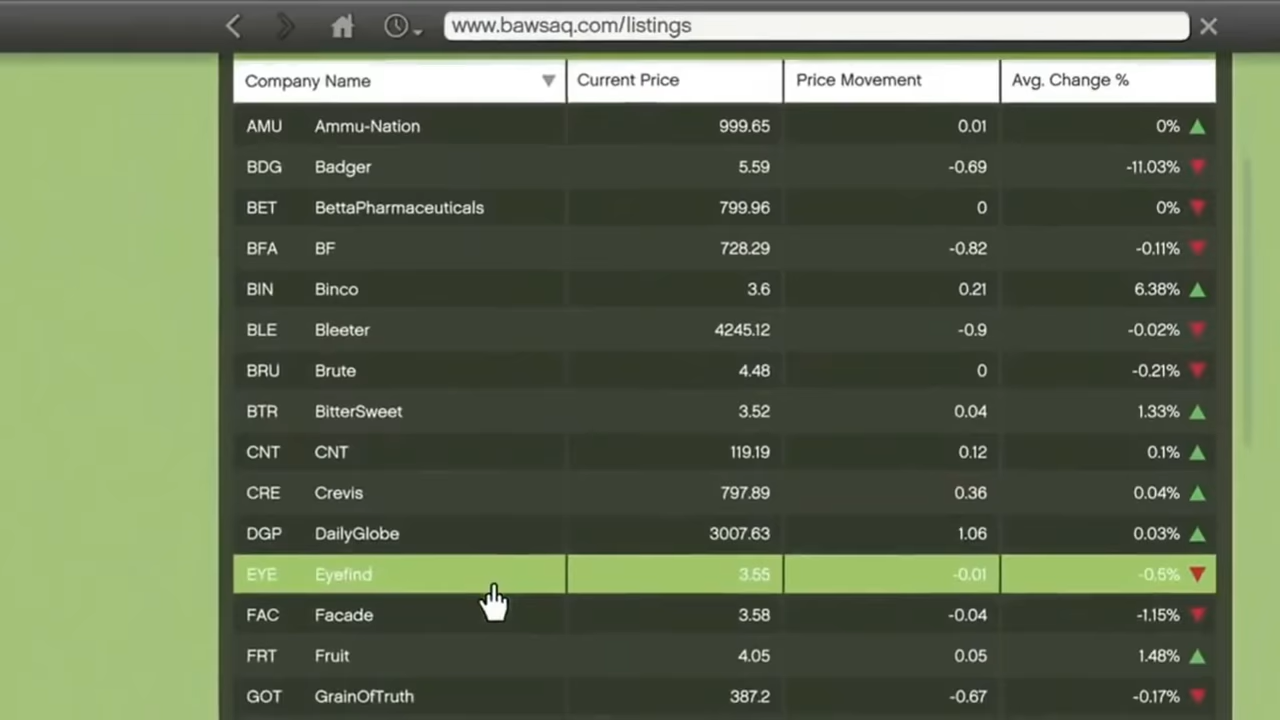 www.bawsaq.com/listings
Company Name Current Price Price Movement Avg. Change %
AMU Ammu-Nation 999.65 0.01 0%
BDG Badger 5.59 -0.69 -11.03%
BET BettaPharmaceuticals 799.96 0 0%
BFA BF 728.29 -0.82 -0.11%
BIN Binco 3.6 0.21 6.38%
BLE Bleeter 4245.12 -0.9 -0.02%
BRU Brute 4.48 0 -0.21%
BTR BitterSweet 3.52 0.04 1.33%
CNT CNT 119.19 0.12 0.1%
CRE Crevis 797.89 0.36 0.04%
DGP DailyGlobe 3007.63 1.06 0.03%
EYE Eyefind 3.55 -0.01 -0.5%
FAC Facade 3.58 -0.04 -1.15%
FRT Fruit 4.05 0.05 1.48%
GOT GrainOfTruth 387.2 -0.67 -0.17%